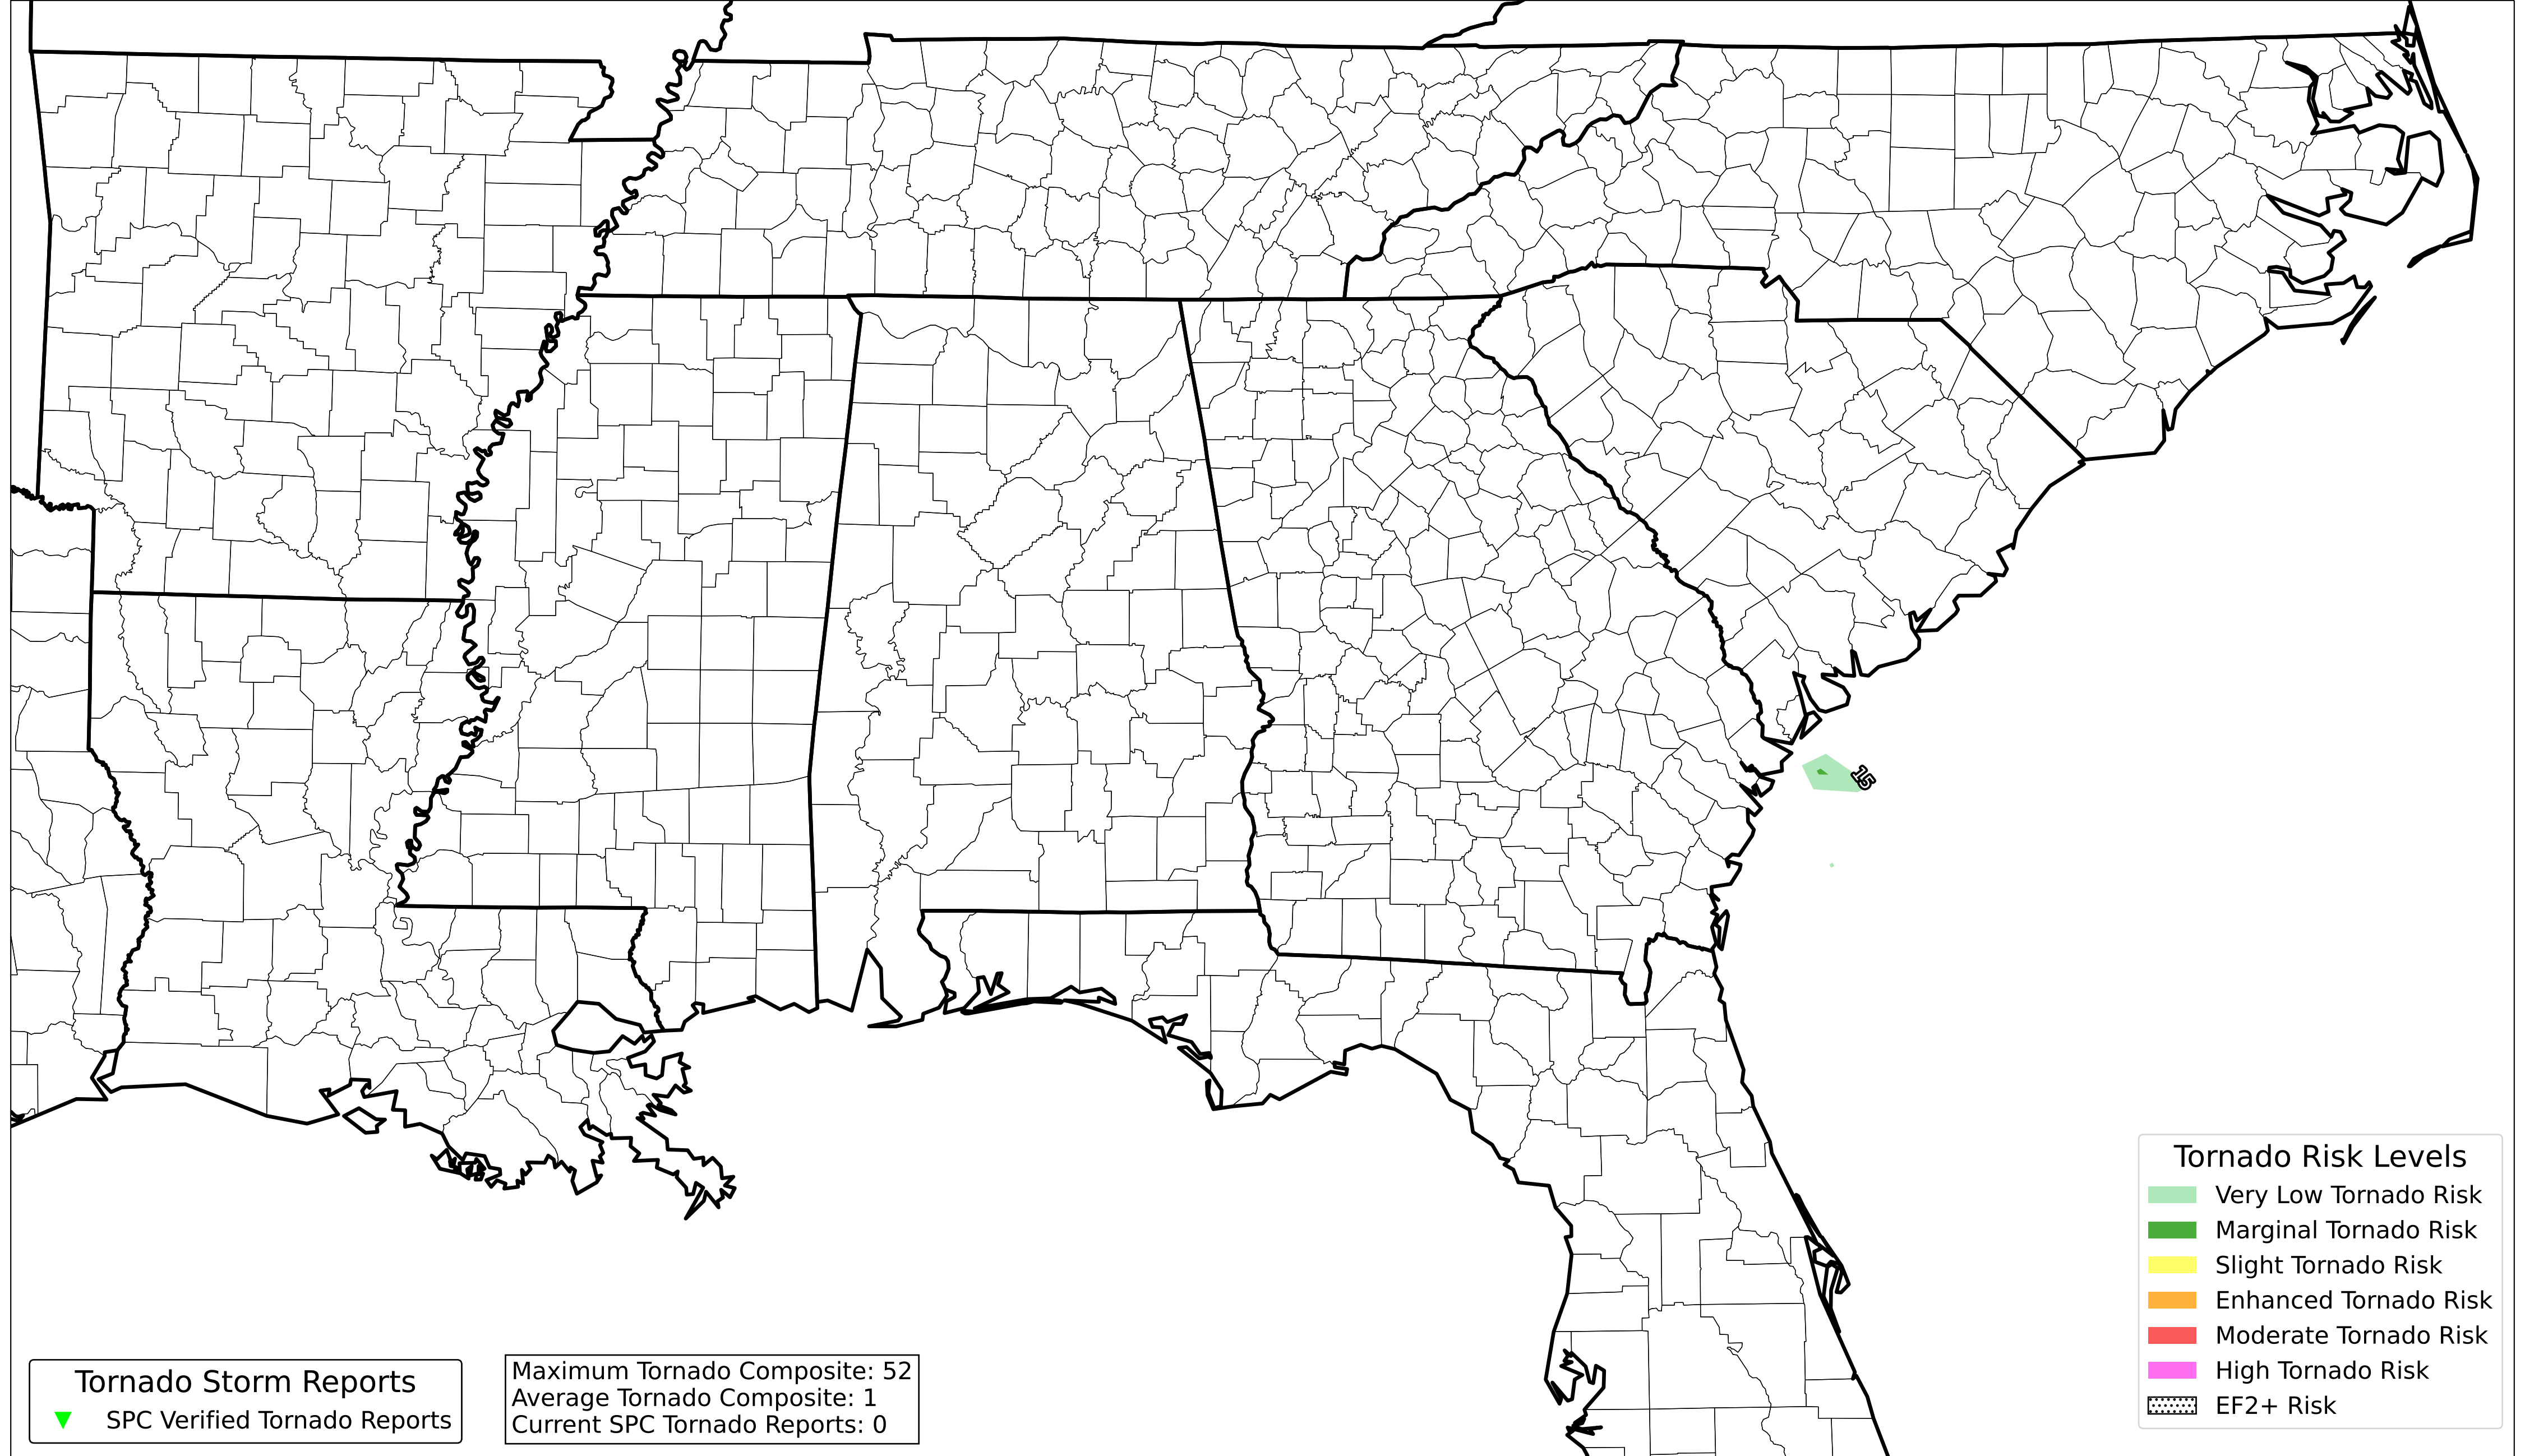 15
Tornado Risk Levels
Very Low Tornado Risk
Marginal Tornado Risk
Slight Tornado Risk
Enhanced Tornado Risk
Moderate Tornado Risk
High Tornado Risk
EF2+ Risk
Tornado Storm Reports
SPC Verified Tornado Reports
Maximum Tornado Composite: 52
Average Tornado Composite: 1
Current SPC Tornado Reports: 0